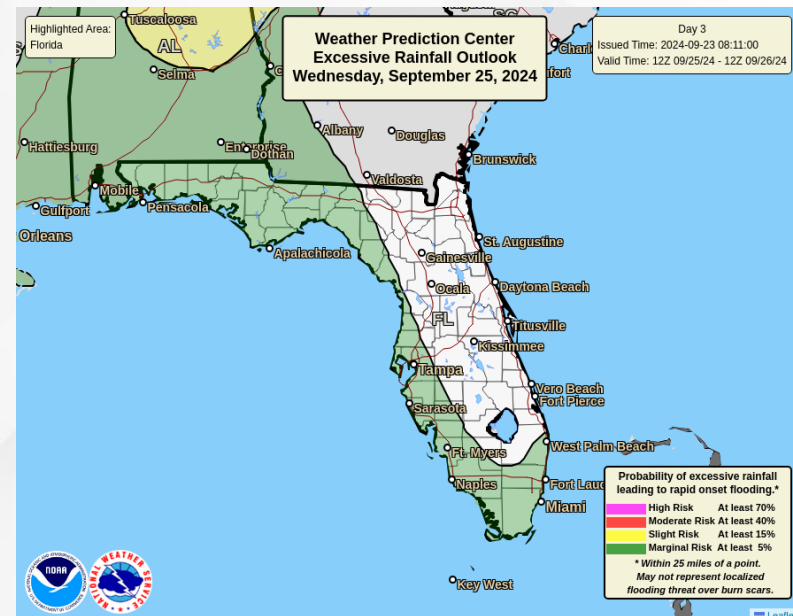 Highlighted Area:
Florida
Weather Prediction Center
Excessive Rainfall Outlook
Wednesday, September 25, 2024
Day 3
Issued Time: 2024-09-23 08:11:00
Valid Time: 12Z 09/25/24 - 12Z 09/26/24
Tuscaloosa
AL
SC
Selma
Hattiesburg
Enterprise
Dothan
Albany
Douglas
Brunswick
Valdosta
Mobile
Pensacola
Gulfport
Orleans
Apalachicola
St. Augustine
Gainesville
Ocala
Daytona Beach
FL
Titusville
Kissimmee
Tampa
Vero Beach
Fort Pierce
Sarasota
West Palm Beach
Ft. Myers
Naples
Fort Laud
Miami
Key West
Probability of excessive rainfall
leading to rapid onset flooding.*
High Risk At least 70%
Moderate Risk At least 40%
Slight Risk At least 15%
Marginal Risk At least 5%
* Within 25 miles of a point.
May not represent localized
flooding threat over burn scars.
NOAA
NATIONAL WEATHER SERVICE